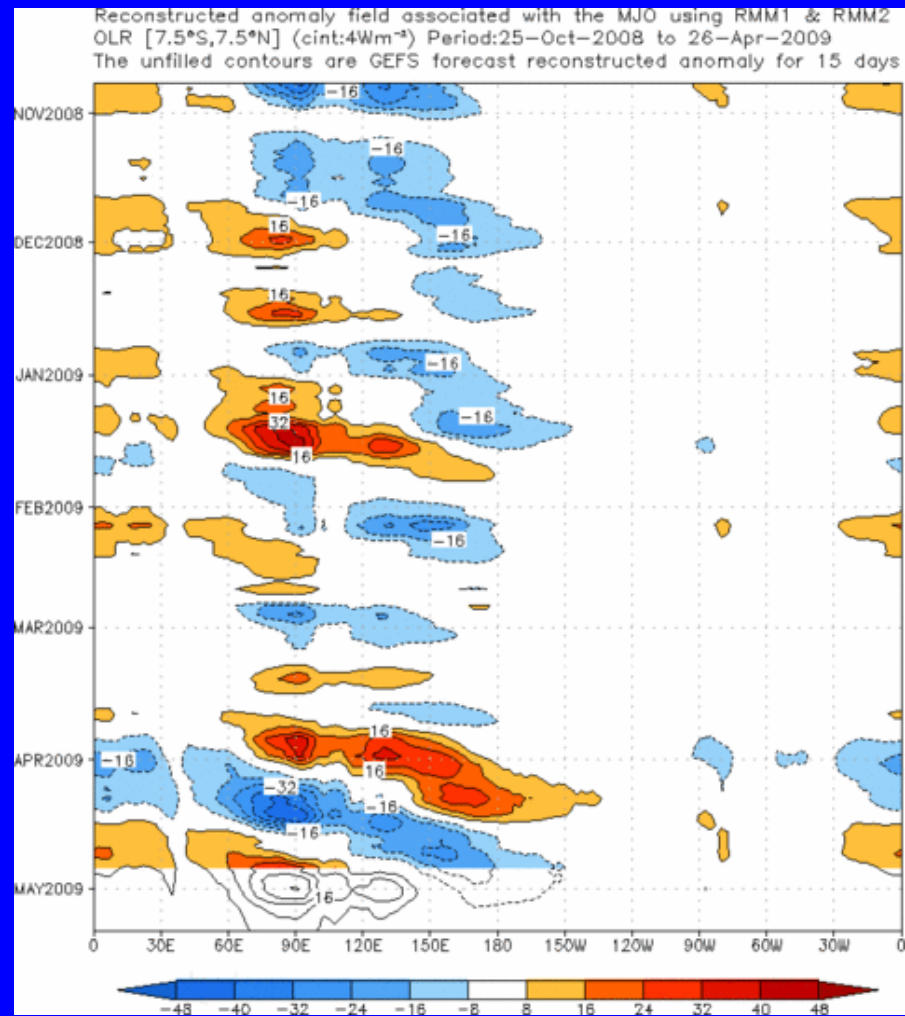 Reconstructed anomaly field associated with the MJO using RMM1 & RMM2
OLR [7.5°S,7.5°N] (cint:4Wm⁻²) Period:25-Oct-2008 to 26-Apr-2009
The unfilled contours are GEFS forecast reconstructed anomaly for 15 days
-16
NOV2008
-16
-16
16
DEC2008
-16
16
JAN2009
-16
16
-16
32
16
FEB2009
-16
MAR2009
16
APR2009
-16
16
-32
-16
-16
MAY2009
16
0 30E 60E 90E 120E 150E 180 150W 120W 90W 60W 30W 0
-48 -40 -32 -24 -16 -8 8 16 24 32 40 48